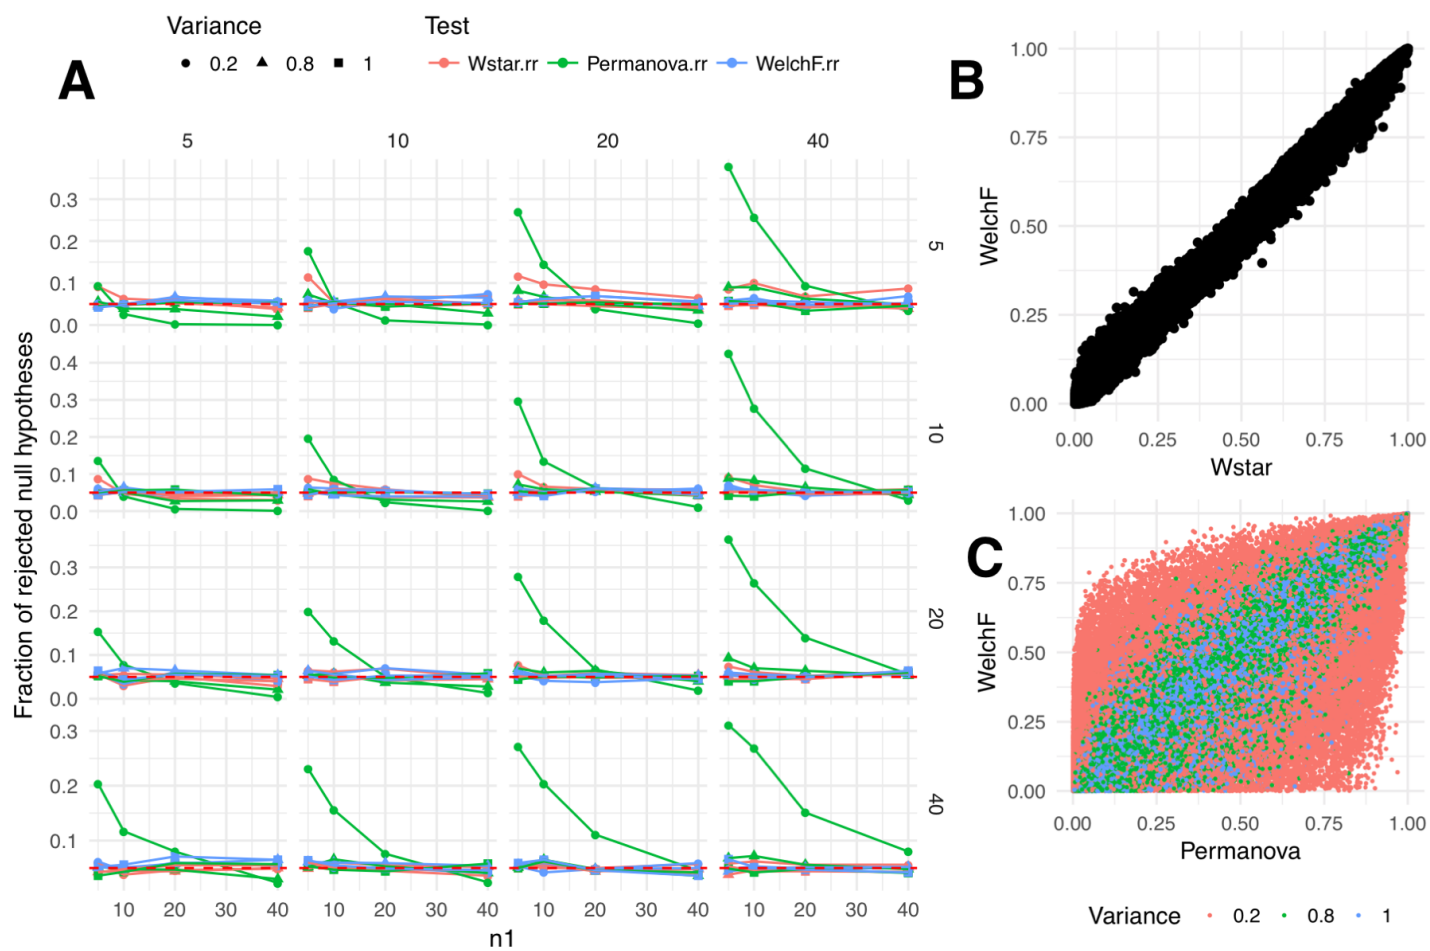 Variance
Test
0.2
0.8
1
Wstar.rr
Permanova.rr
WelchF.rr
A
5
10
20
40
Fraction of rejected null hypotheses
0.3
0.2
0.1
0.0
5
0.4
0.3
0.2
0.1
0.0
10
0.3
0.2
0.1
0.0
20
0.3
0.2
0.1
40
10 20 30 40
10 20 30 40
10 20 30 40
10 20 30 40
n1
B
WelchF
1.00
0.75
0.50
0.25
0.00
0.00 0.25 0.50 0.75 1.00
Wstar
C
WelchF
1.00
0.75
0.50
0.25
0.00
0.00 0.25 0.50 0.75 1.00
Permanova
Variance 0.2 0.8 1